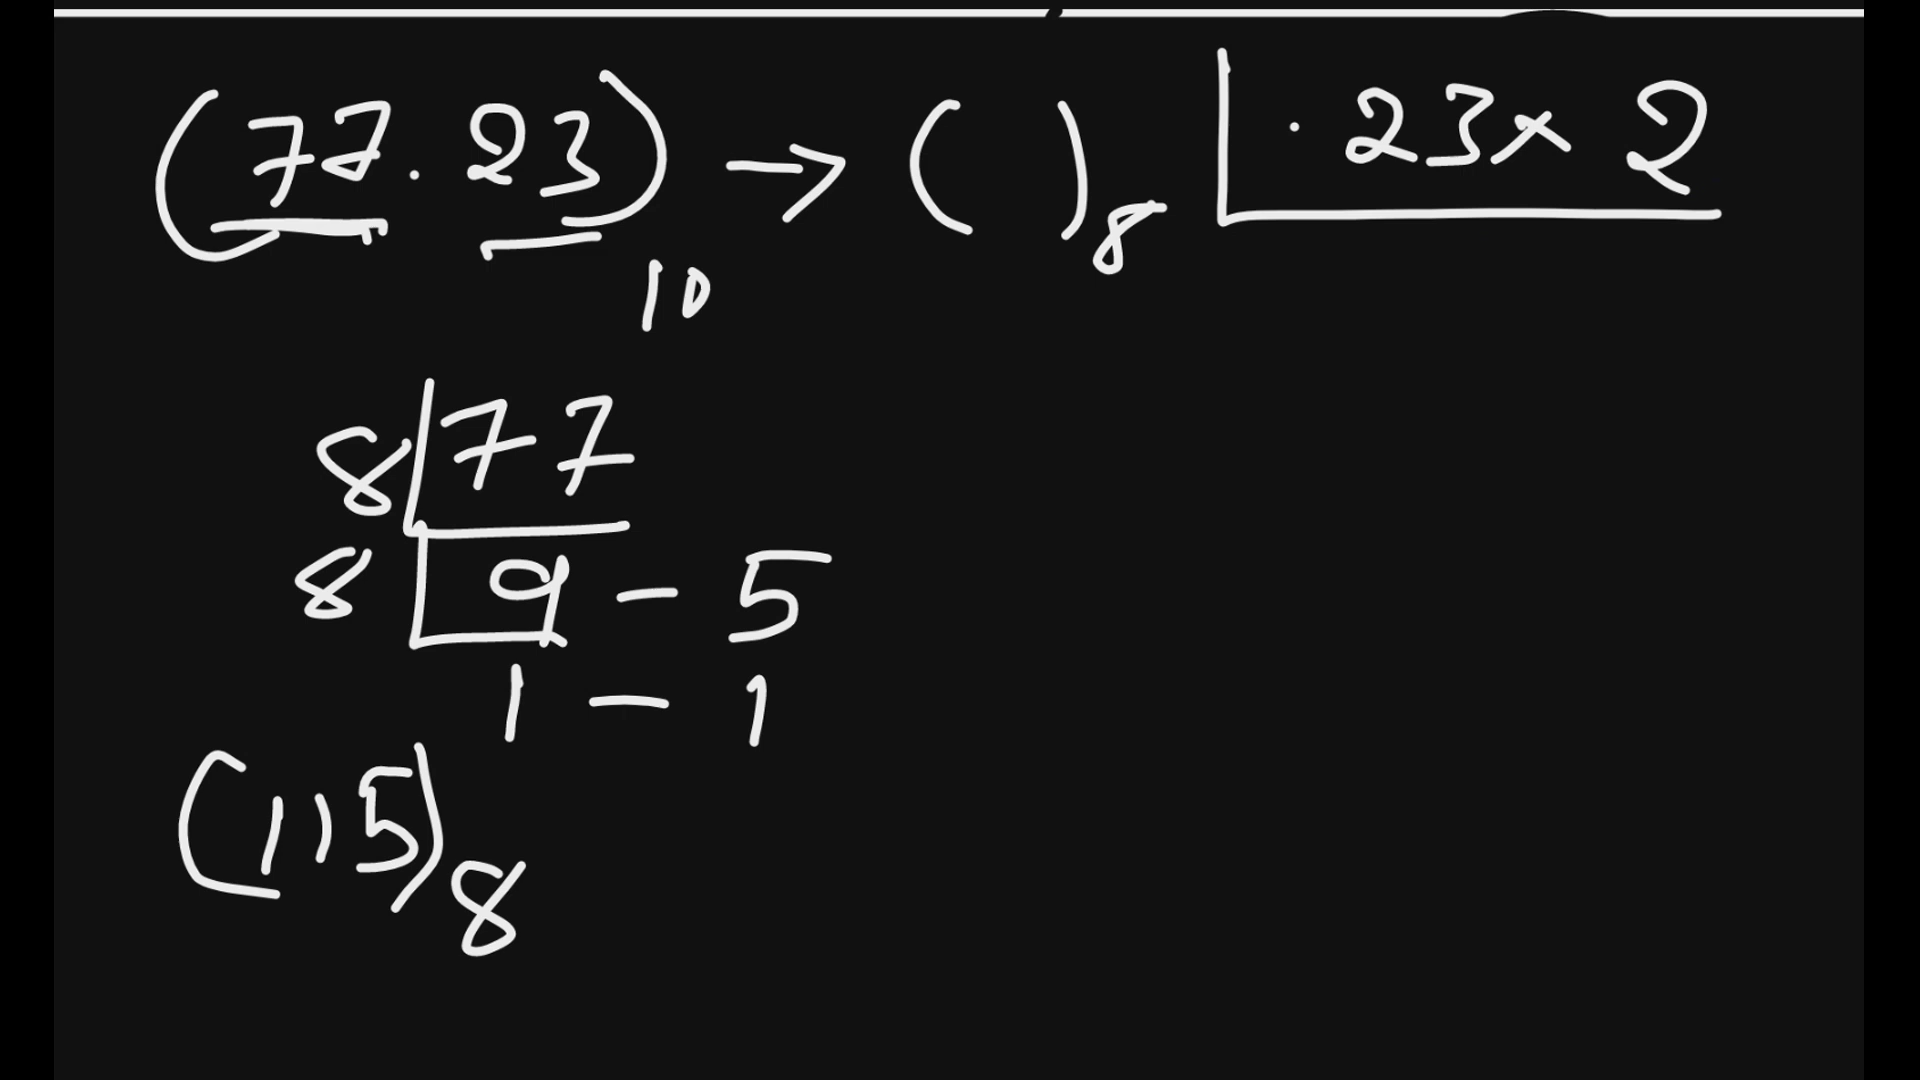 (77.23)10 → ( )8
.23 x 2
8 | 77
8 | 9 - 5
1 - 1
(115)8